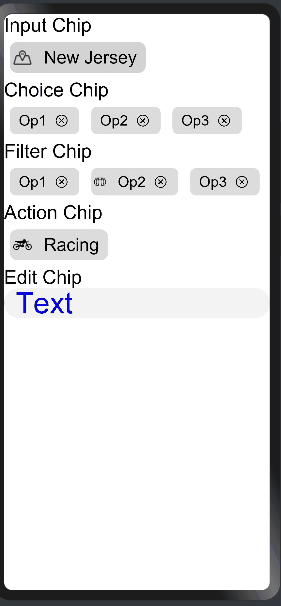 Input Chip
New Jersey
Choice Chip
Op1 Op2 Op3
Filter Chip
Op1 Op2 Op3
Action Chip
Racing
Edit Chip
Text